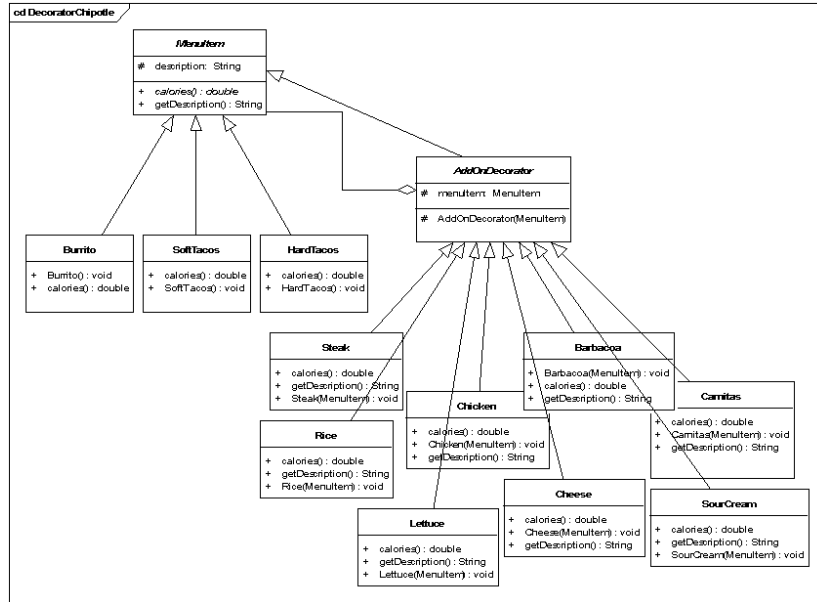 cd DecoratorChipotle
MenuItem
# description: String
+ calories() : double
+ getDescription() : String
AddOnDecorator
# menuItem: MenuItem
# AddOnDecorator(MenuItem)
Burrito
+ Burrito() : void
+ calories() : double
SoftTacos
+ calories() : double
+ SoftTacos() : void
HardTacos
+ calories() : double
+ HardTacos() : void
Steak
+ calories() : double
+ getDescription() : String
+ Steak(MenuItem) : void
Barbacoa
+ Barbacoa(MenuItem) : void
+ calories() : double
+ getDescription() : String
Chicken
+ calories() : double
+ Chicken(MenuItem) : void
+ getDescription() : String
Carnitas
+ calories() : double
+ Carnitas(MenuItem) : void
+ getDescription() : String
Rice
+ calories() : double
+ getDescription() : String
+ Rice(MenuItem) : void
Cheese
+ calories() : double
+ Cheese(MenuItem) : void
+ getDescription() : String
SourCream
+ calories() : double
+ getDescription() : String
+ SourCream(MenuItem) : void
Lettuce
+ calories() : double
+ getDescription() : String
+ Lettuce(MenuItem) : void